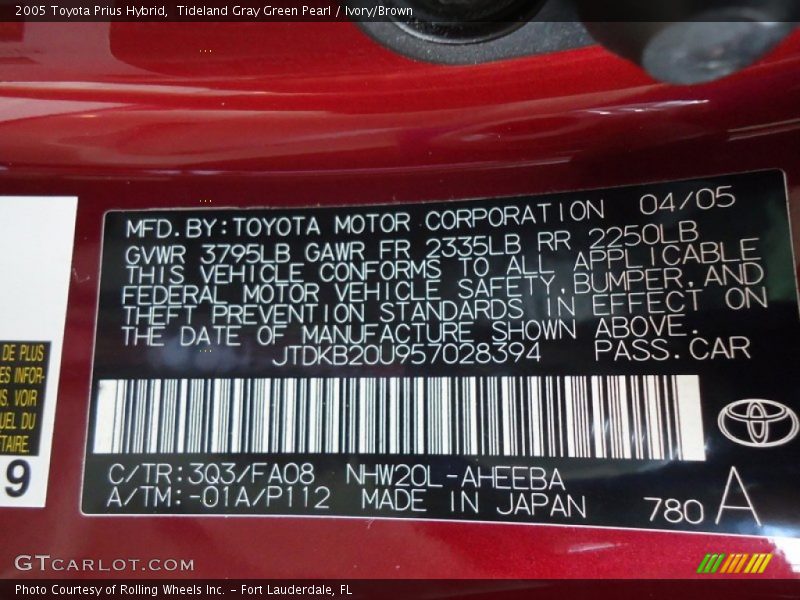 2005 Toyota Prius Hybrid,  Tideland Gray Green Pearl / Ivory/Brown
MFD.BY:TOYOTA MOTOR CORPORATION 04/05
GVWR 3795LB GAWR FR 2335LB RR 2250LB
THIS VEHICLE CONFORMS TO ALL APPLICABLE
FEDERAL MOTOR VEHICLE SAFETY,BUMPER,AND
THEFT PREVENTION STANDARDS IN EFFECT ON
THE DATE OF MANUFACTURE SHOWN ABOVE.
JTDKB20U957028394 PASS.CAR
DE PLUS
ES INFOR-
S. VOIR
UEL DU
TAIRE.
9
C/TR:3Q3/FA08 NHW20L-AHEEBA
A/TM:-01A/P112 MADE IN JAPAN 780 A
GTCARLOT.COM
Photo Courtesy of Rolling Wheels Inc. – Fort Lauderdale, FL